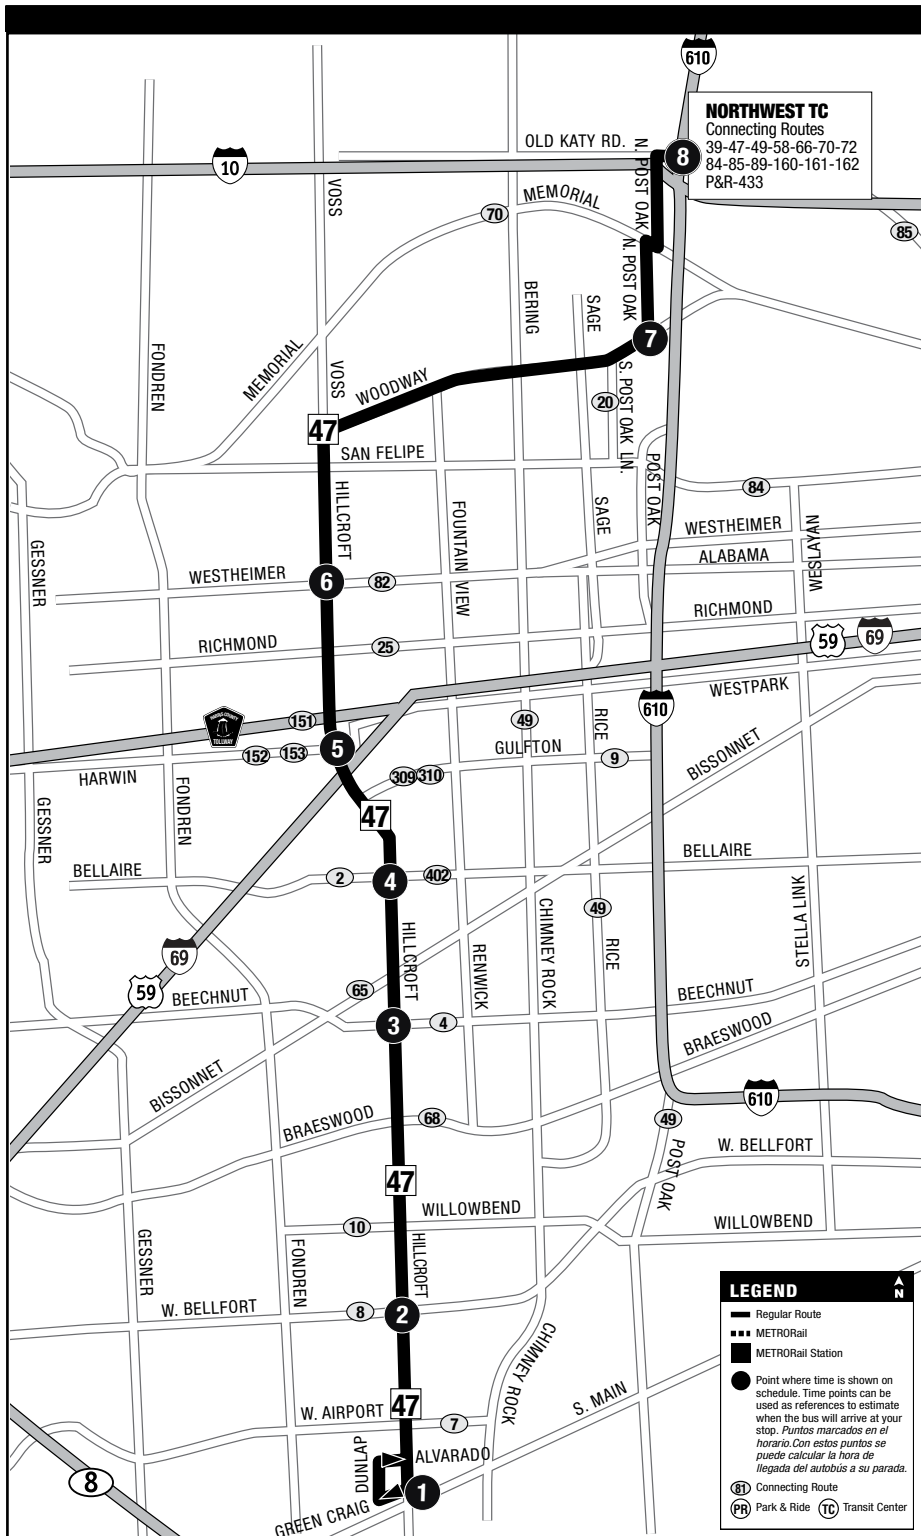 610
NORTHWEST TC
Connecting Routes
39-47-49-58-66-70-72
84-85-89-160-161-162
P&R-433
OLD KATY RD.
N. POST OAK
8
10
VOSS
MEMORIAL
70
85
N. POST OAK
BERING
SAGE
7
FONDREN
MEMORIAL
VOSS
WOODWAY
S. POST OAK LN.
20
47
SAN FELIPE
POST OAK
HILLCROFT
84
GESSNER
FOUNTAIN VIEW
SAGE
WESTHEIMER
WESLAYAN
ALABAMA
WESTHEIMER
6
82
RICHMOND
RICHMOND
25
59
69
WESTPARK
HARRIS COUNTY
TOLLWAY
151
49
RICE
610
BISSONNET
152
153
5
GULFTON
9
HARWIN
309
310
GESSNER
FONDREN
47
BELLAIRE
BELLAIRE
2
4
402
HILLCROFT
CHIMNEY ROCK
49
STELLA LINK
69
RENWICK
RICE
59
65
BEECHNUT
BEECHNUT
3
4
BRAESWOOD
BISSONNET
BRAESWOOD
68
610
49
POST OAK
W. BELLFORT
47
WILLOWBEND
WILLOWBEND
10
GESSNER
FONDREN
HILLCROFT
W. BELLFORT
8
2
CHIMNEY ROCK
S. MAIN
W. AIRPORT
47
7
DUNLAP
ALVARADO
8
1
GREEN CRAIG
LEGEND
N
Regular Route
METRORail
METRORail Station
Point where time is shown on
schedule. Time points can be
used as references to estimate
when the bus will arrive at your
stop. Puntos marcados en el
horario.Con estos puntos se
puede calcular la hora de
llegada del autobús a su parada.
81 Connecting Route
PR Park & Ride TC Transit Center